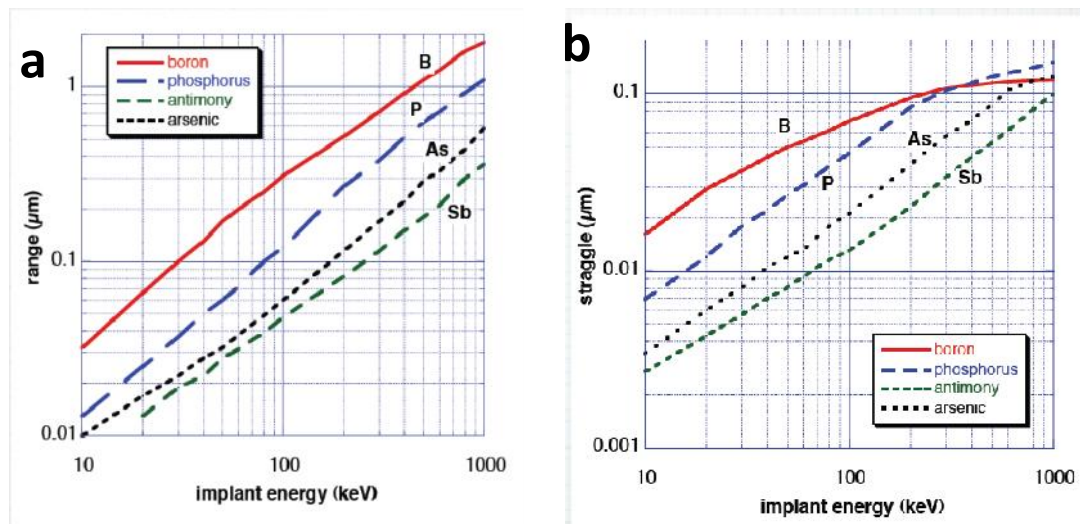 a
boron
phosphorus
antimony
arsenic
B
P
As
Sb
1
0.1
0.01
range (µm)
10
100
1000
implant energy (keV)
b
B
P
As
Sb
0.1
0.01
0.001
straggle (µm)
boron
phosphorus
antimony
arsenic
10
100
1000
implant energy (keV)